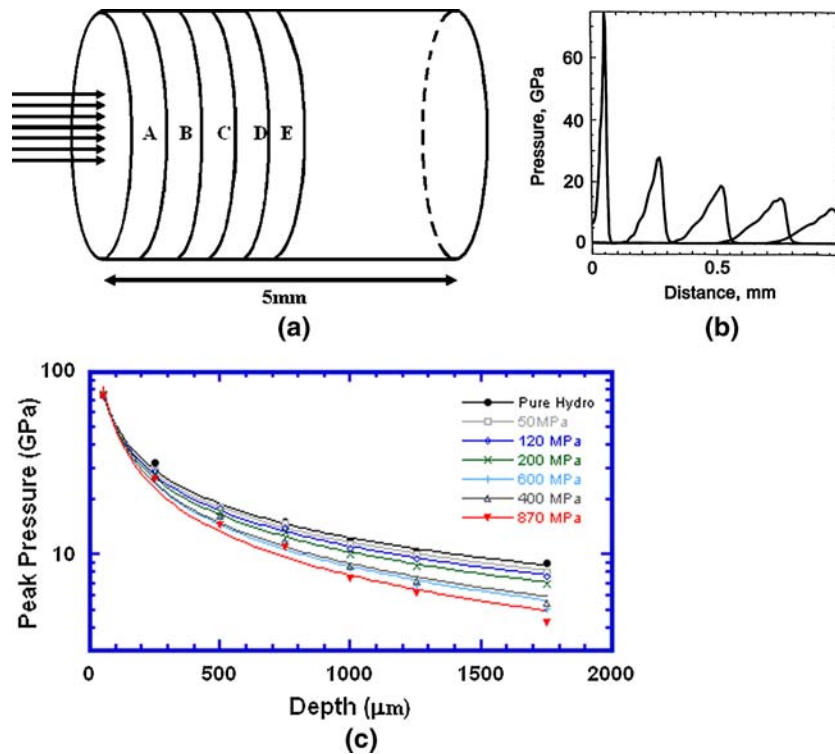 A B C D E
5mm
(a)
Pressure, GPa
60
40
20
0
0 0.5
Distance, mm
(b)
Peak Pressure (GPa)
100
10
Pure Hydro
50MPa
120 MPa
200 MPa
600 MPa
400 MPa
870 MPa
0 500 1000 1500 2000
Depth (μm)
(c)